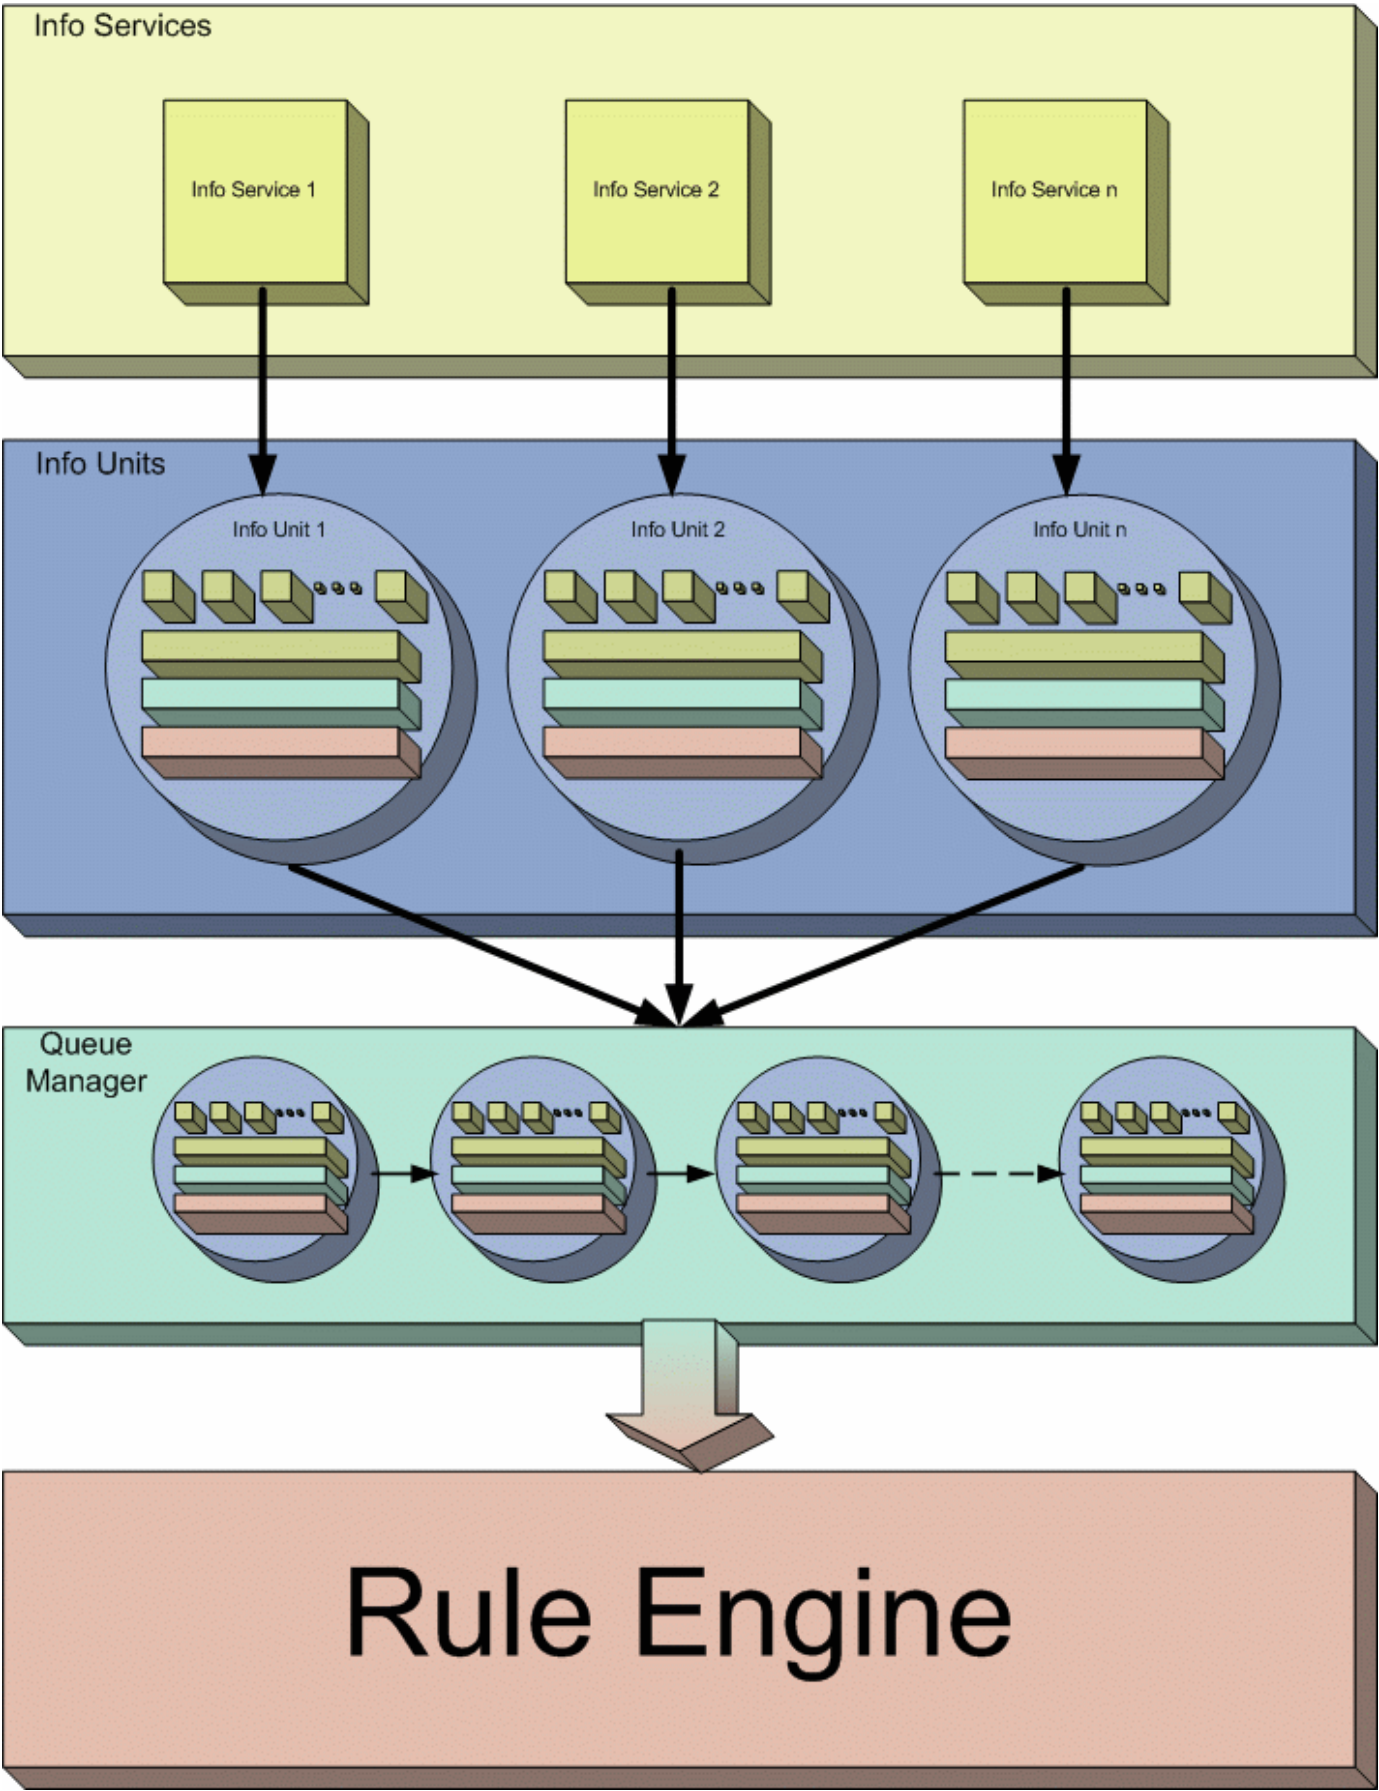 Info Services
Info Service 1
Info Service 2
Info Service n
Info Units
Info Unit 1
Info Unit 2
Info Unit n
Queue
Manager
Rule Engine